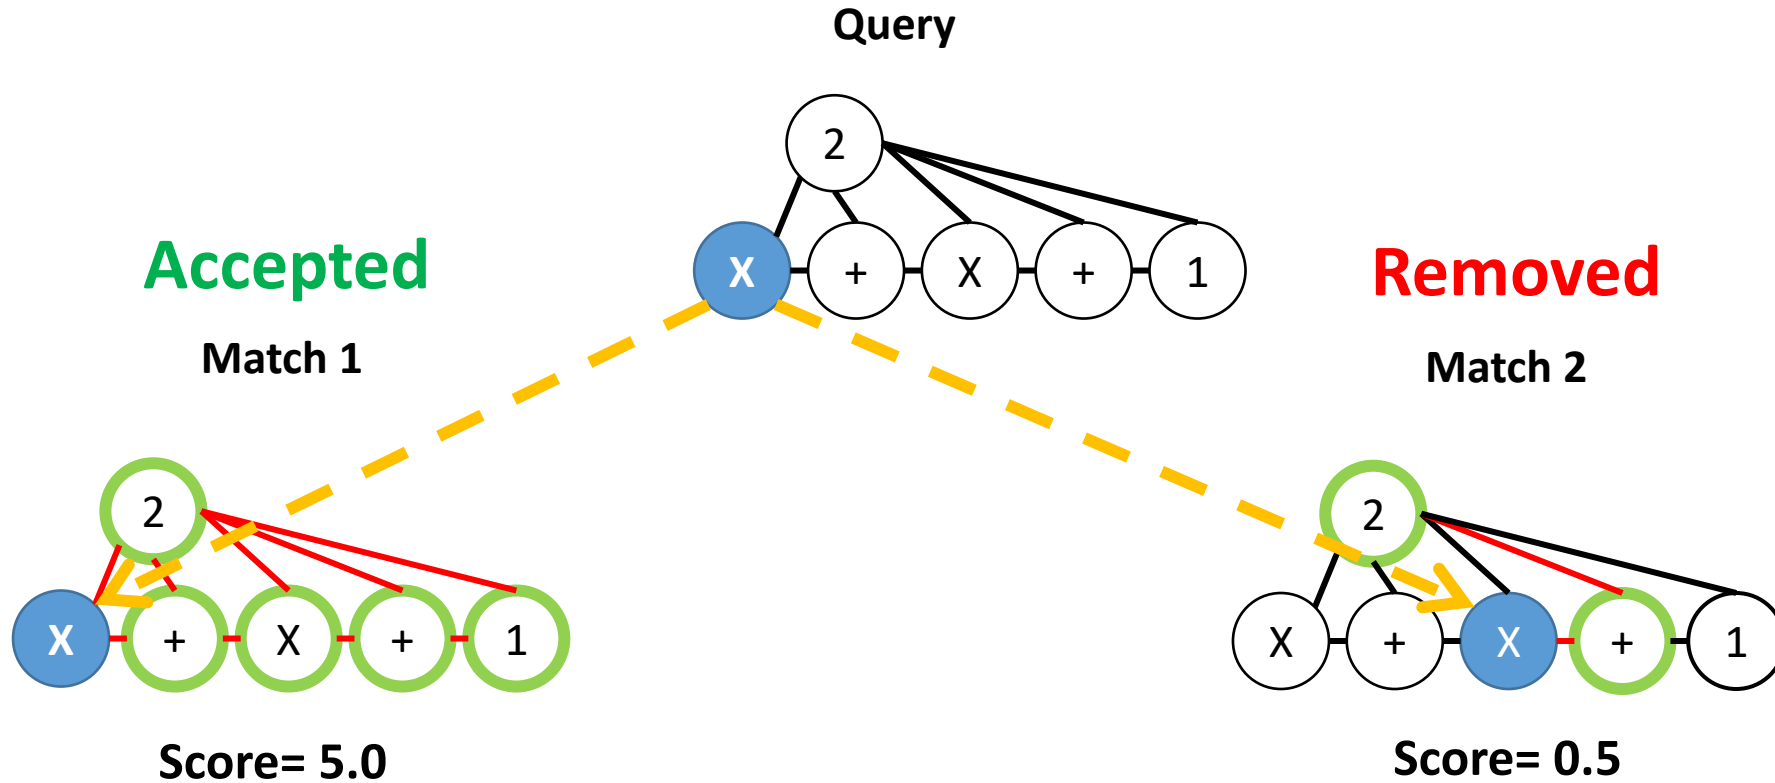 Query
2
X + X + 1
Accepted
Removed
Match 1
Match 2
2
X + X + 1
2
X + X + 1
Score= 5.0
Score= 0.5